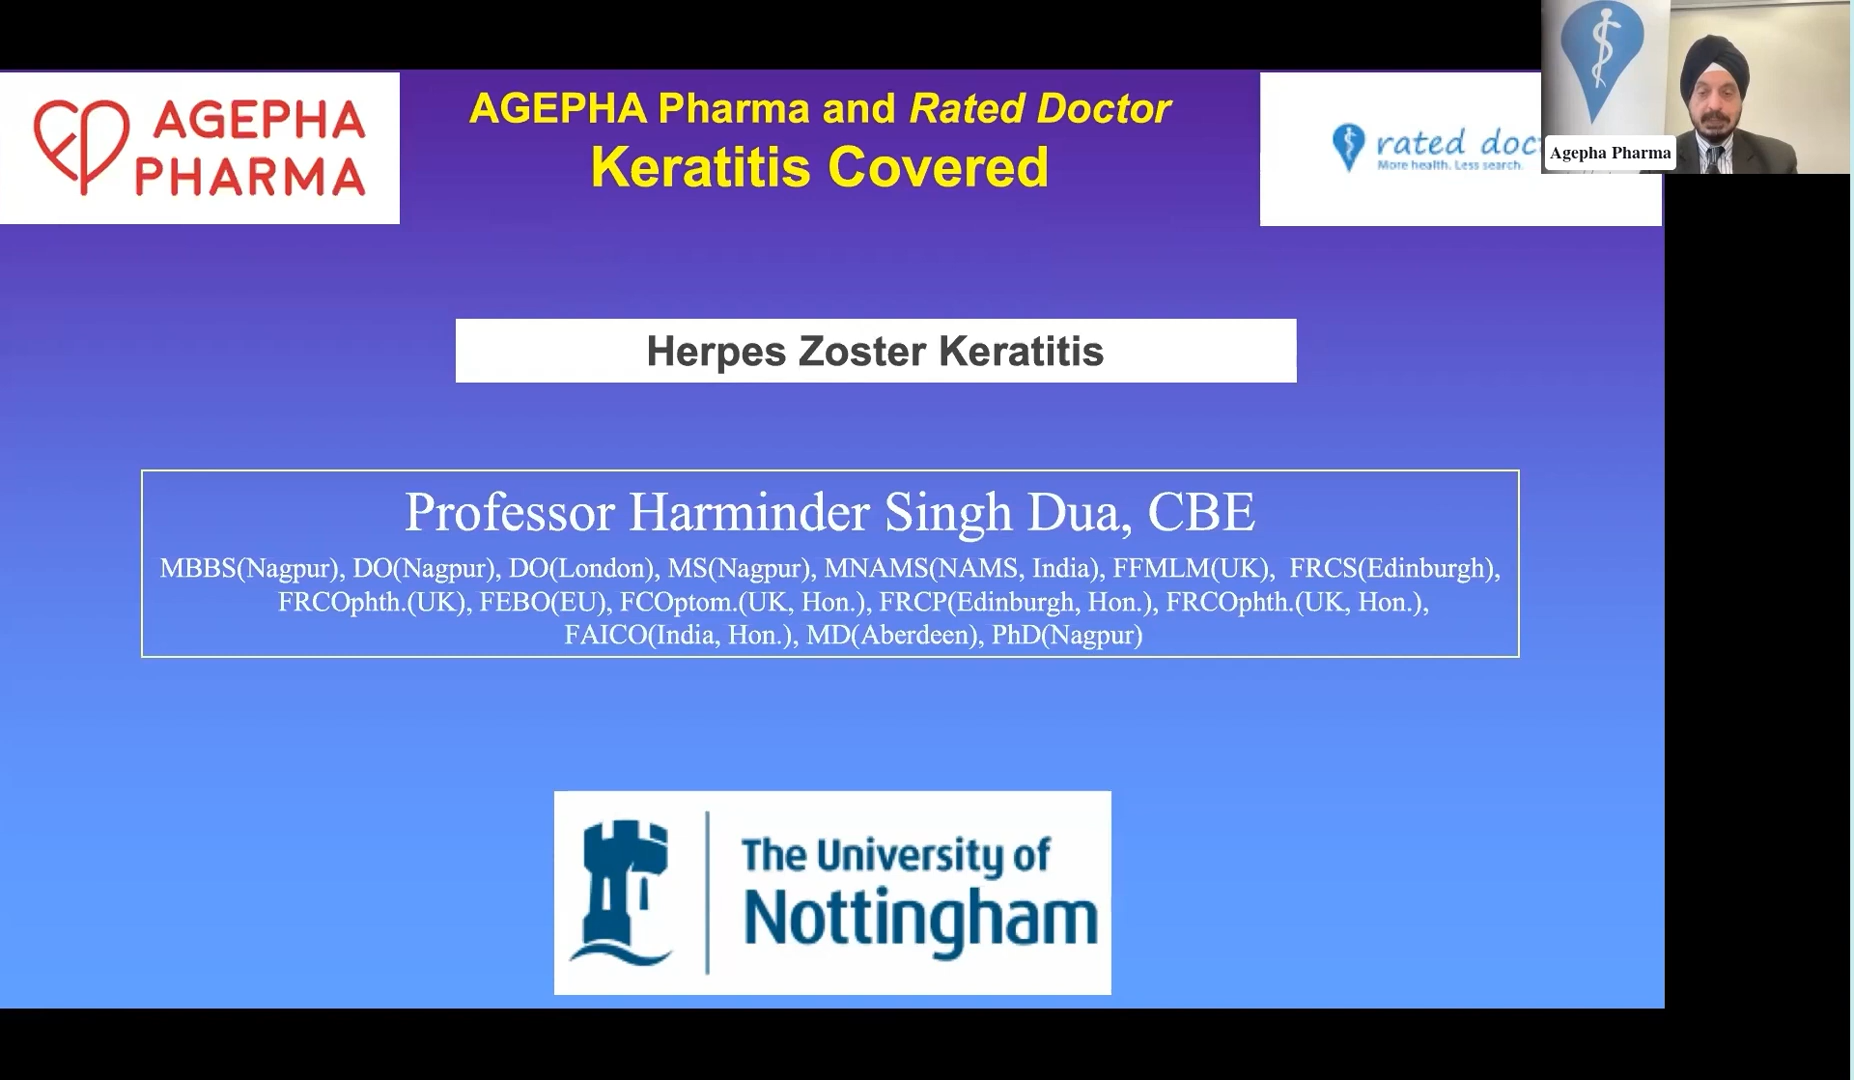 AGEPHA
PHARMA
AGEPHA Pharma and Rated Doctor
Keratitis Covered
rated doc
More health. Less search.
Agepha Pharma
Herpes Zoster Keratitis
Professor Harminder Singh Dua, CBE
MBBS(Nagpur), DO(Nagpur), DO(London), MS(Nagpur), MNAMS(NAMS, India), FFMLM(UK), FRCS(Edinburgh),
FRCOphth.(UK), FEBO(EU), FCOptom.(UK, Hon.), FRCP(Edinburgh, Hon.), FRCOphth.(UK, Hon.),
FAICO(India, Hon.), MD(Aberdeen), PhD(Nagpur)
The University of
Nottingham